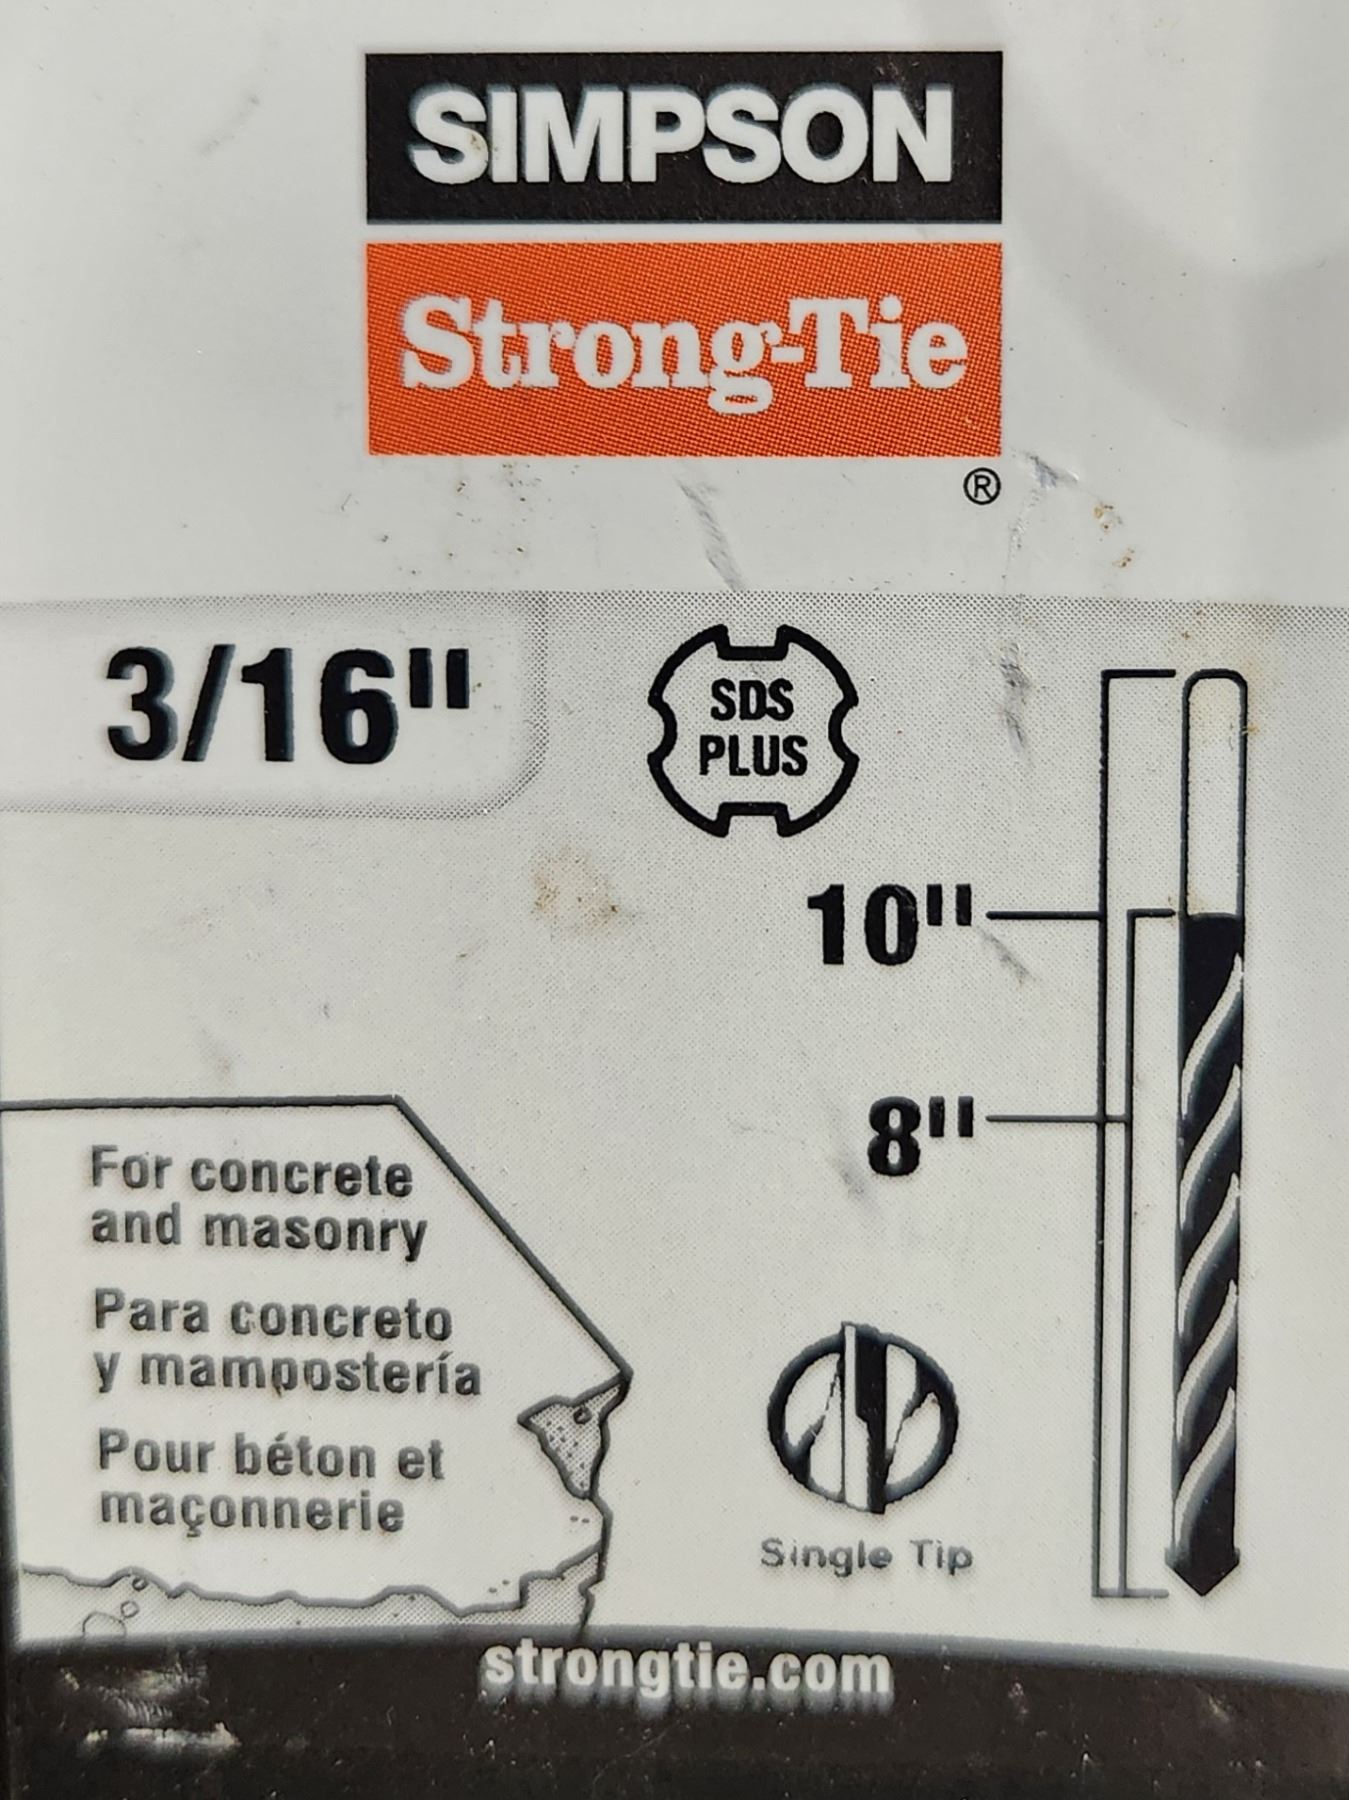 SIMPSON
Strong-Tie
®
3/16"
SDS
PLUS
10"
8"
For concrete
and masonry
Para concreto
y mampostería
Pour béton et
maçonnerie
Single Tip
strongtie.com